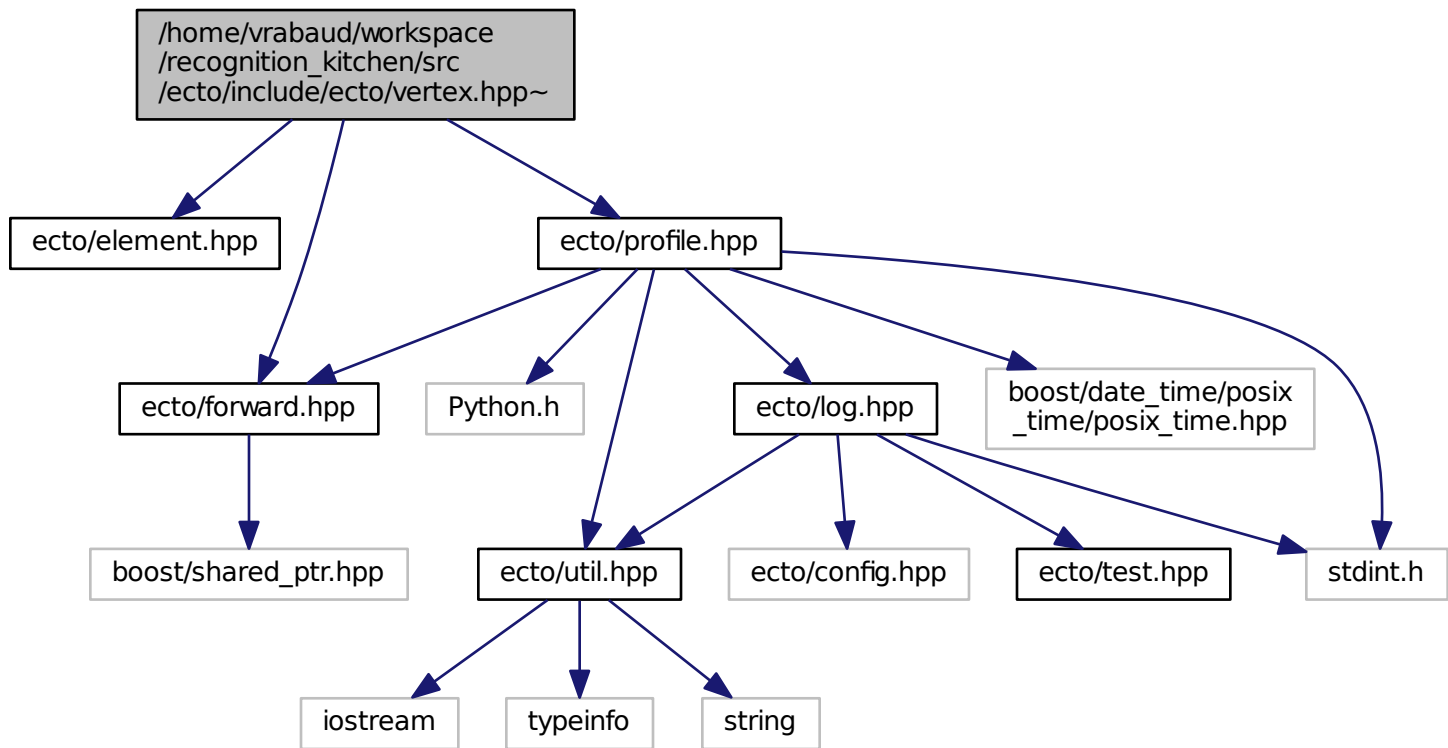 /home/vrabaud/workspace
/recognition_kitchen/src
/ecto/include/ecto/vertex.hpp~
ecto/element.hpp
ecto/profile.hpp
ecto/forward.hpp
Python.h
ecto/log.hpp
boost/date_time/posix
_time/posix_time.hpp
boost/shared_ptr.hpp
ecto/util.hpp
ecto/config.hpp
ecto/test.hpp
stdint.h
iostream
typeinfo
string